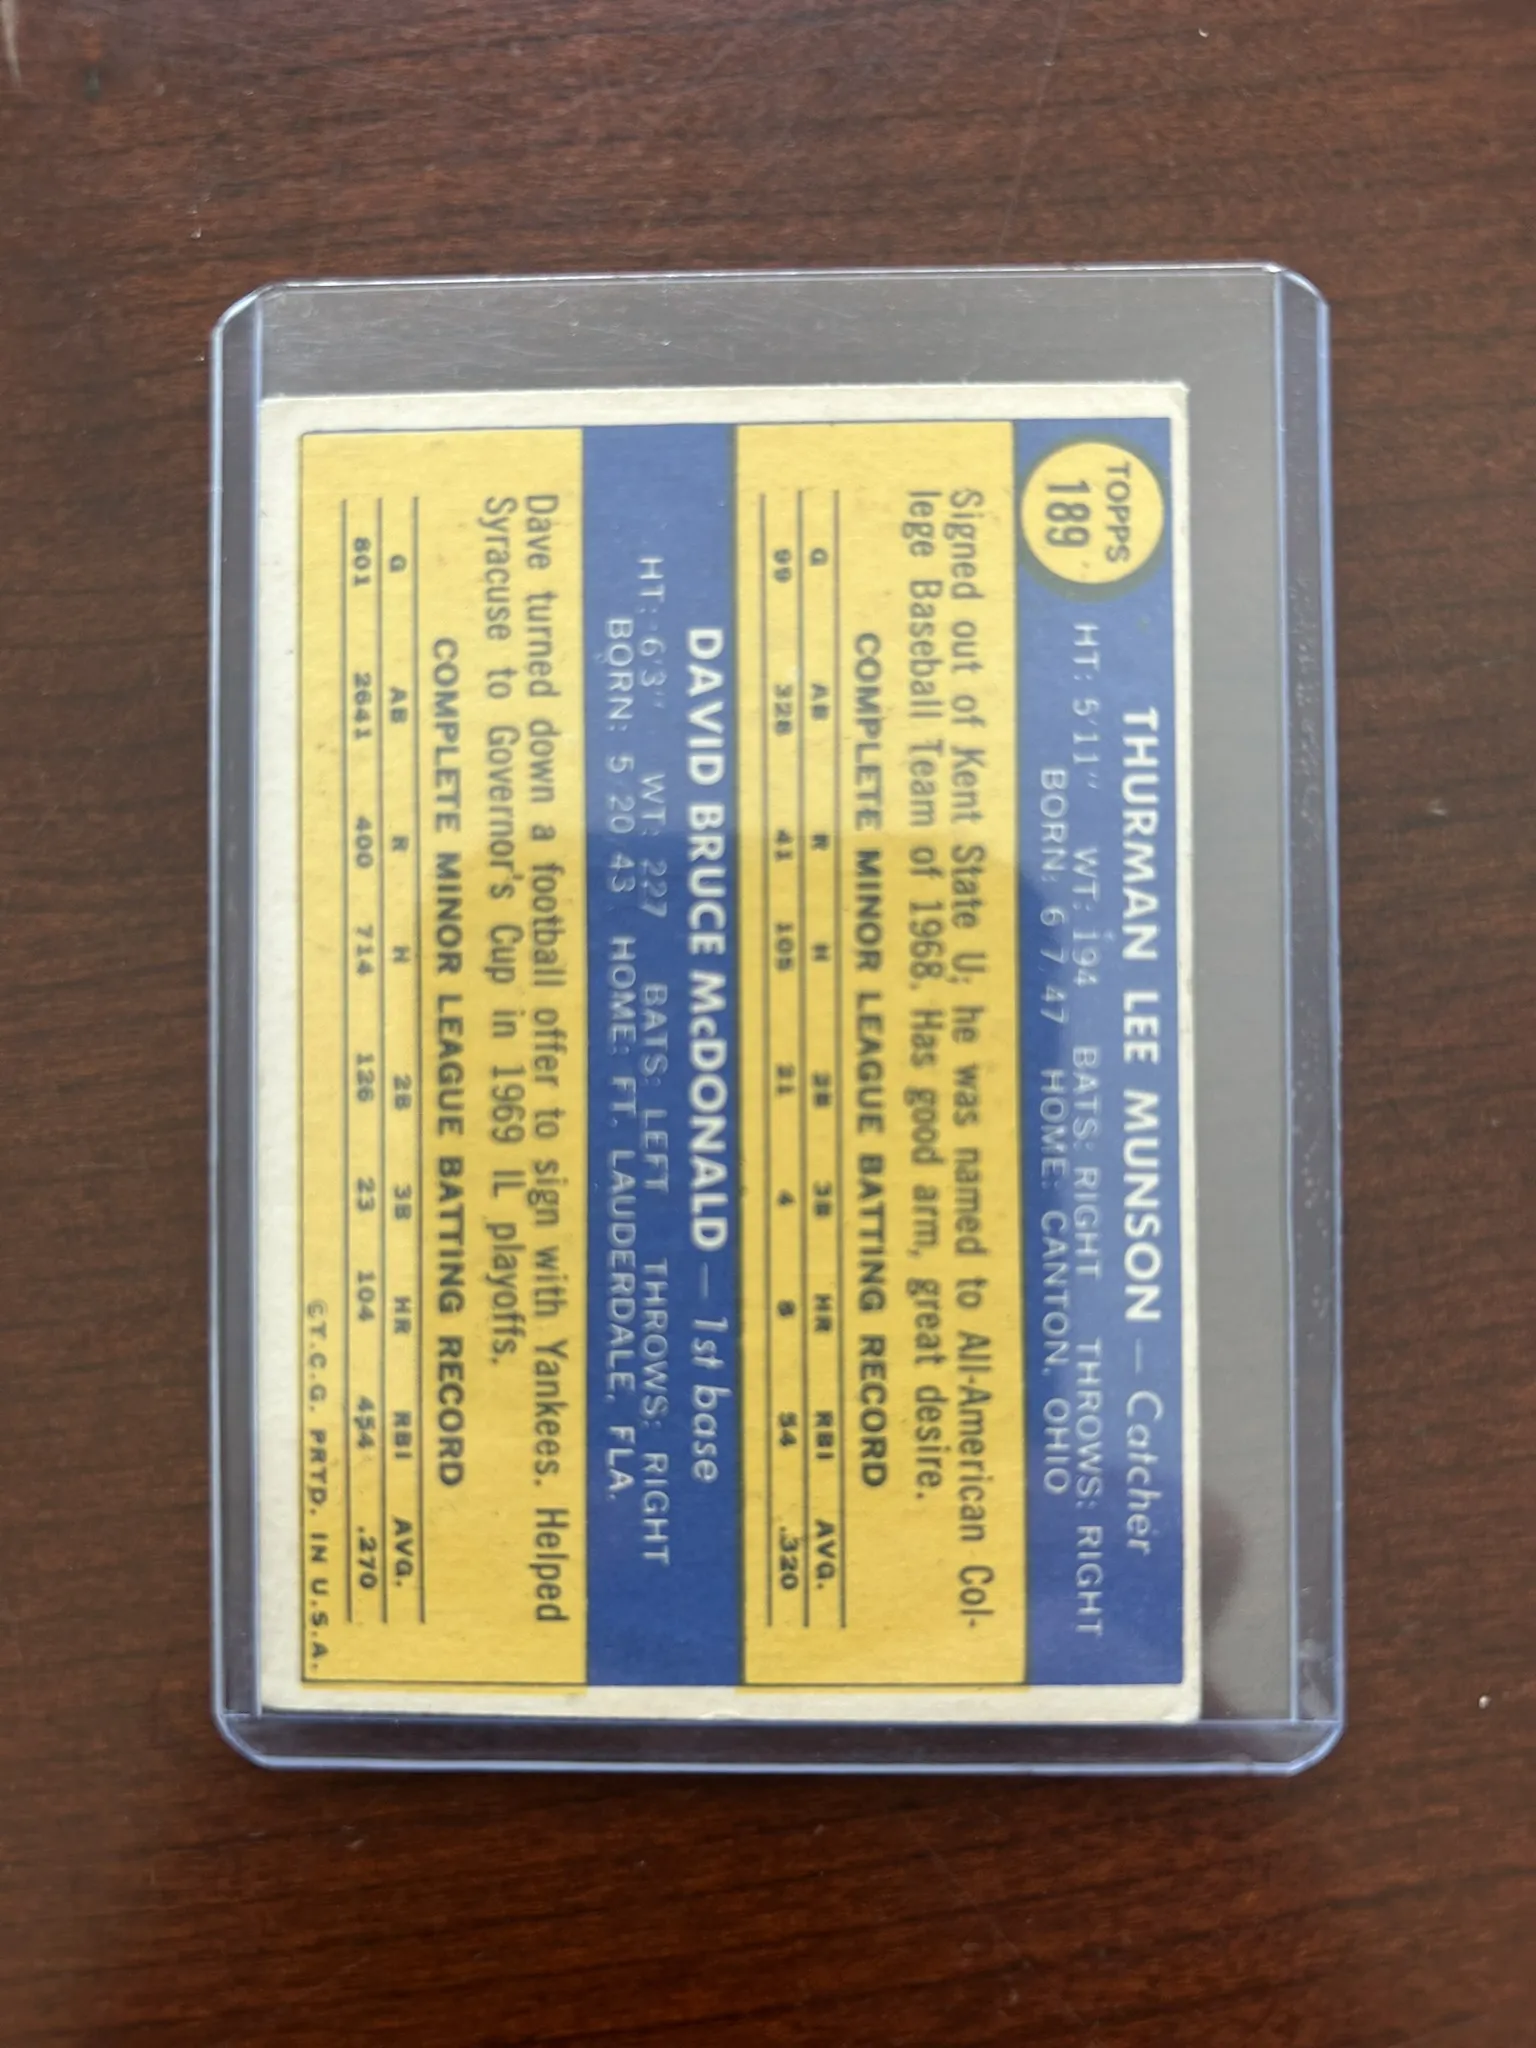 TOPPS
189
THURMAN LEE MUNSON — Catcher
HT: 5'11" WT: 194 BATS: RIGHT THROWS: RIGHT
BORN: 6 7 47 HOME: CANTON, OHIO
Signed out of Kent State U; he was named to All-American Col-
lege Baseball Team of 1968. Has good arm, great desire.
COMPLETE MINOR LEAGUE BATTING RECORD
G AB R H 2B 3B HR RBI AVG.
99 328 41 105 21 4 8 54 .320
DAVID BRUCE McDONALD — 1st base
HT: 6'3" WT: 227 BATS: LEFT THROWS: RIGHT
BORN: 5 20 43 HOME: FT. LAUDERDALE, FLA.
Dave turned down a football offer to sign with Yankees. Helped
Syracuse to Governor's Cup in 1969 IL playoffs.
COMPLETE MINOR LEAGUE BATTING RECORD
G AB R H 2B 3B HR RBI AVG.
801 2641 400 714 126 23 104 454 .270
©T.C.G. PRTD. IN U.S.A.